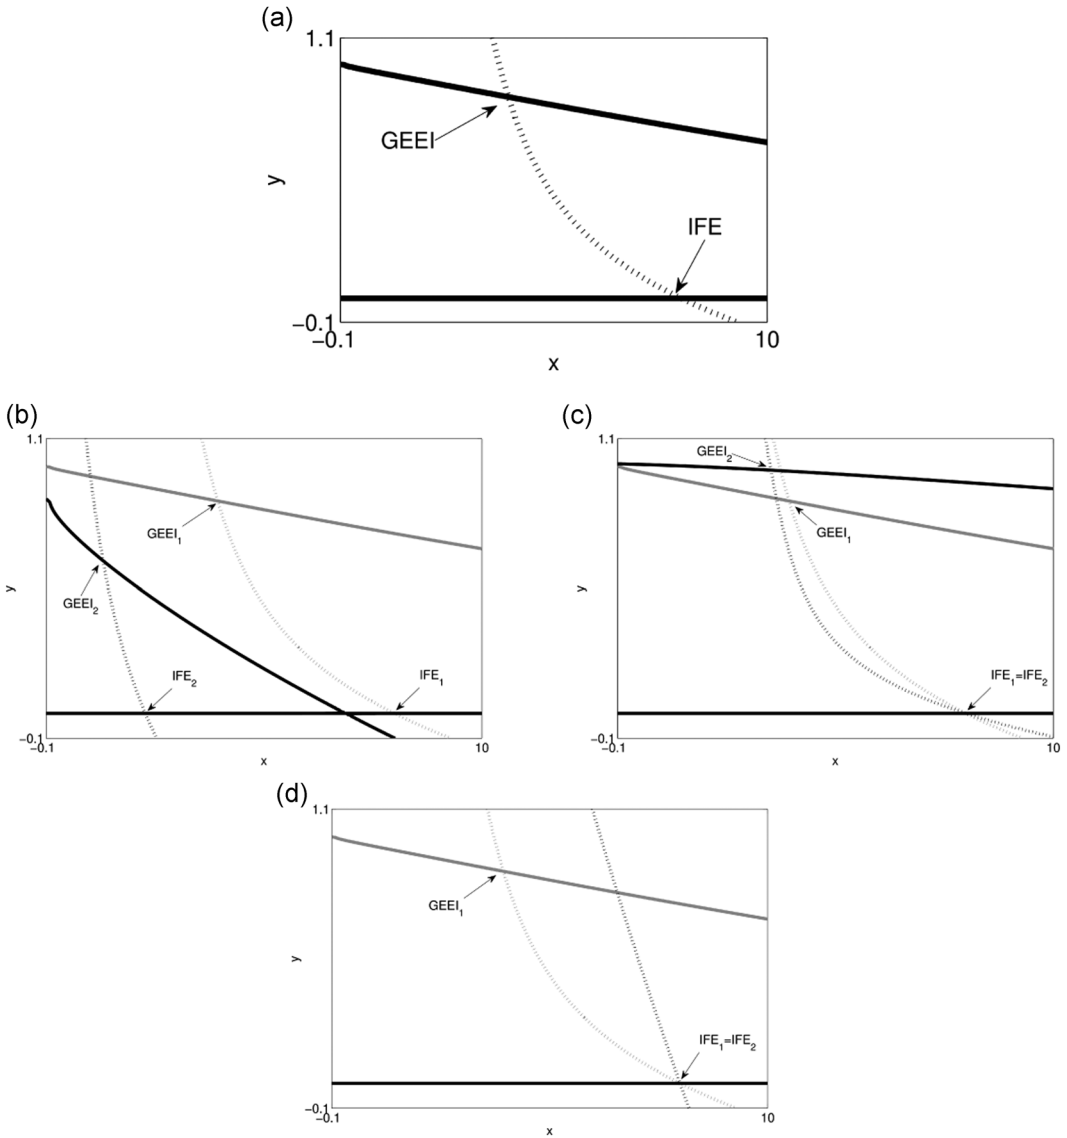 (a)
1.1
GEEI
y
IFE
−0.1
−0.1
10
x
(b)
1.1
GEEI1
y
GEEI2
IFE2
IFE1
−0.1
−0.1
10
x
(c)
1.1
GEEI2
GEEI1
y
IFE1=IFE2
−0.1
−0.1
10
x
(d)
1.1
GEEI1
y
IFE1=IFE2
−0.1
−0.1
10
x